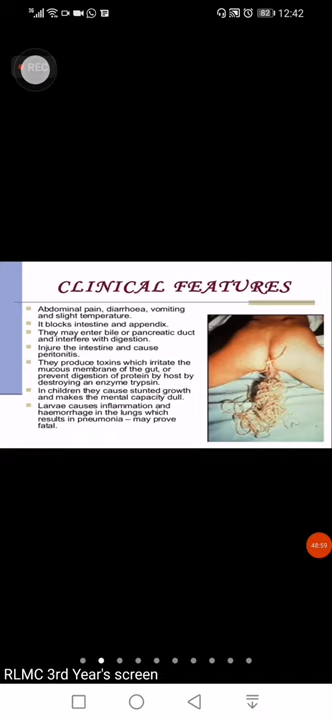 36
82
12:42
REC
CLINICAL FEATURES
Abdominal pain, diarrhoea, vomiting
and slight temperature.
It blocks intestine and appendix.
They may enter bile or pancreatic duct
and interfere with digestion.
Injure the intestine and cause
peritonitis.
They produce toxins which irritate the
mucous membrane of the gut, or
prevent digestion of protein by host by
destroying an enzyme trypsin.
In children they cause stunted growth
and makes the mental capacity dull.
Larvae causes inflammation and
haemorrhage in the lungs which
results in pneumonia – may prove
fatal.
48:59
RLMC 3rd Year's screen